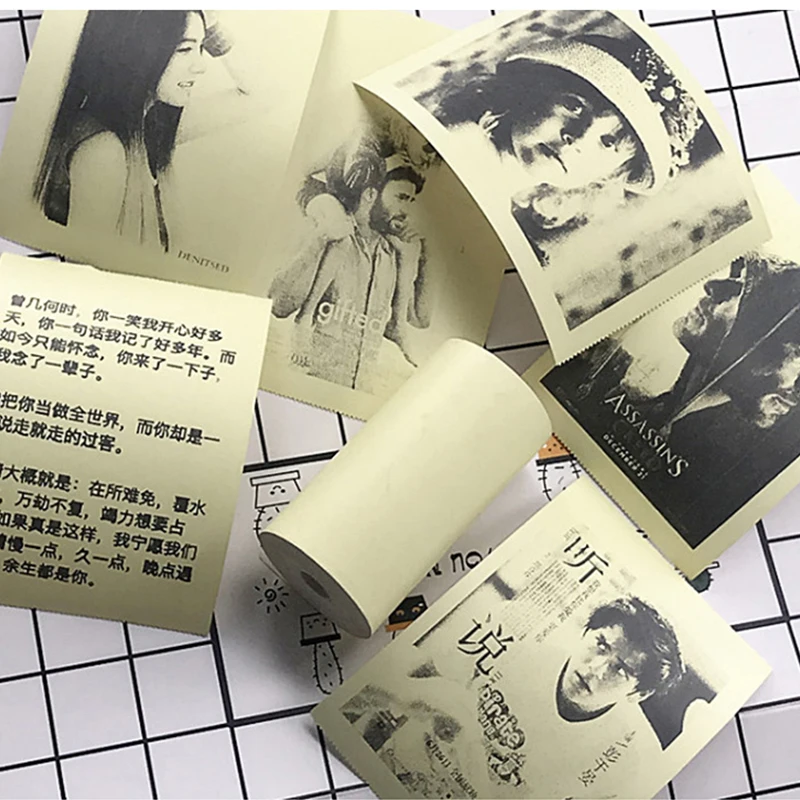 DENITSED
gifted
曾几何时，你一笑我开心好多
天，你一句话我记了好多年。而
如今只能怀念，你来了一下子，
我念了一辈子。
把你当做全世界，而你却是一
说走就走的过客。
大概就是：在所难免，覆水
，万劫不复，竭力想要占
如果真是这样，我宁愿我们
慢一点，久一点，晚点遇
余生都是你。
ASSASSIN'S
CREED
DECEMBER 21
听
说